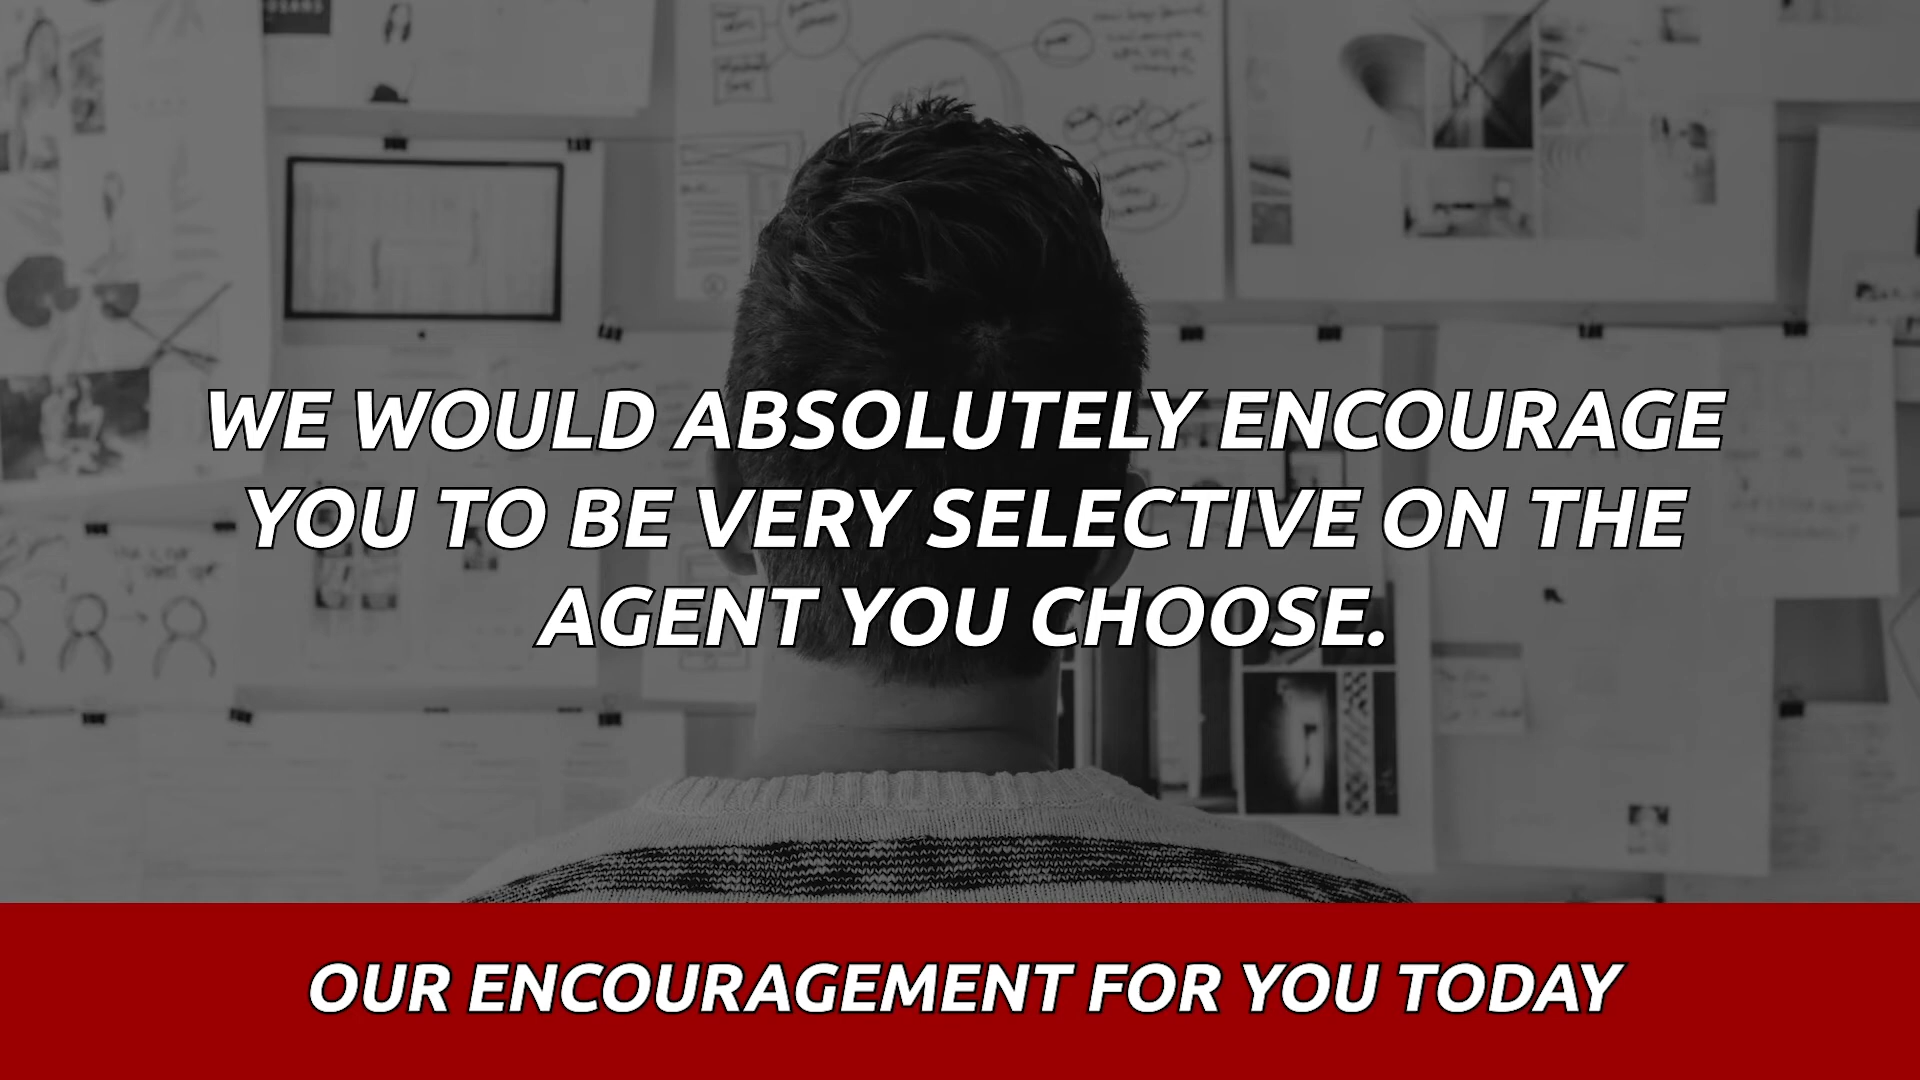 WE WOULD ABSOLUTELY ENCOURAGE
YOU TO BE VERY SELECTIVE ON THE
AGENT YOU CHOOSE.
OUR ENCOURAGEMENT FOR YOU TODAY